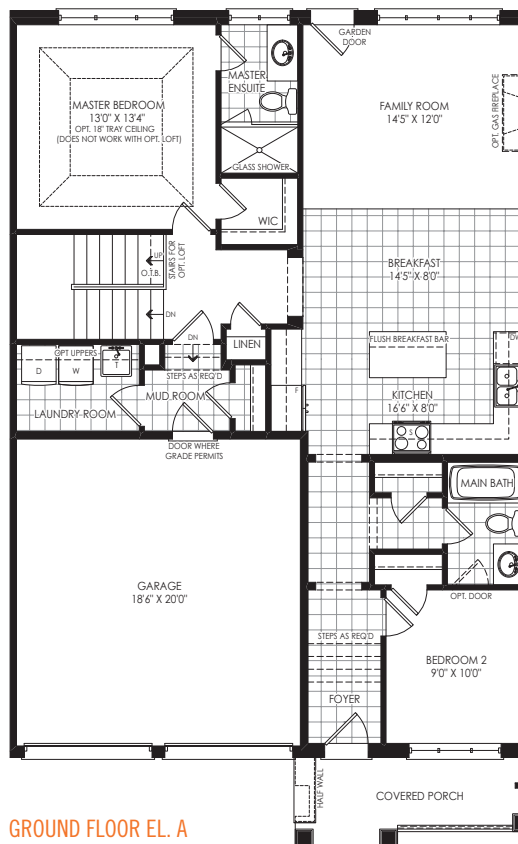 GARDEN
DOOR
MASTER
ENSUITE
MASTER BEDROOM
13'0" X 13'4"
OPT. 18" TRAY CEILING
(DOES NOT WORK WITH OPT. LOFT)
FAMILY ROOM
14'5" X 12'0"
OPT. GAS FIREPLACE
GLASS SHOWER
WIC
STAIRS FOR
OPT. LOFT
UP
O.T.B.
DN
BREAKFAST
14'5" X 8'0"
DN
LINEN
FLUSH BREAKFAST BAR
DW
OPT UPPERS
D
W
T
STEPS AS REQ'D
MUD ROOM
LAUNDRY ROOM
F
KITCHEN
16'6" X 8'0"
S
DOOR WHERE
GRADE PERMITS
MAIN BATH
GARAGE
18'6" X 20'0"
OPT. DOOR
STEPS AS REQ'D
BEDROOM 2
9'0" X 10'0"
FOYER
HALF WALL
COVERED PORCH
GROUND FLOOR EL. A